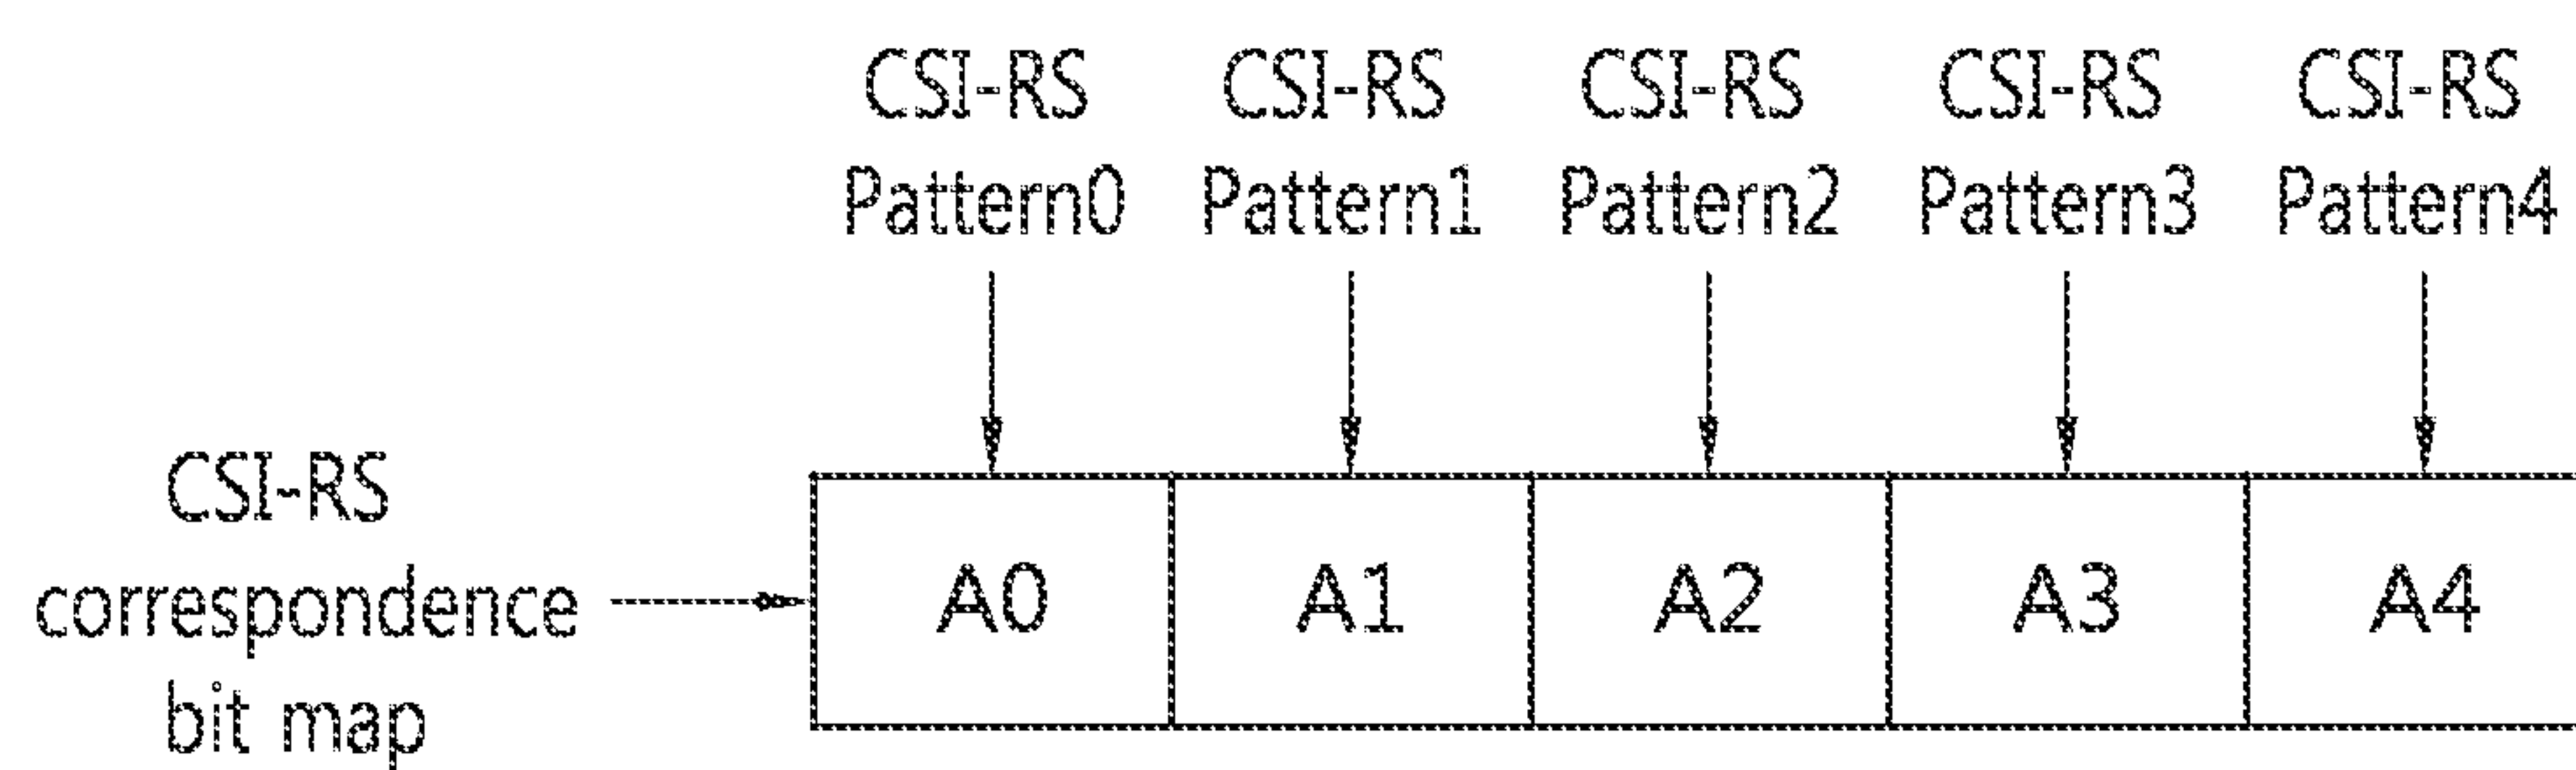 CSI-RS CSI-RS CSI-RS CSI-RS CSI-RS
Pattern0 Pattern1 Pattern2 Pattern3 Pattern4
CSI-RS
correspondence
bit map
A0 A1 A2 A3 A4